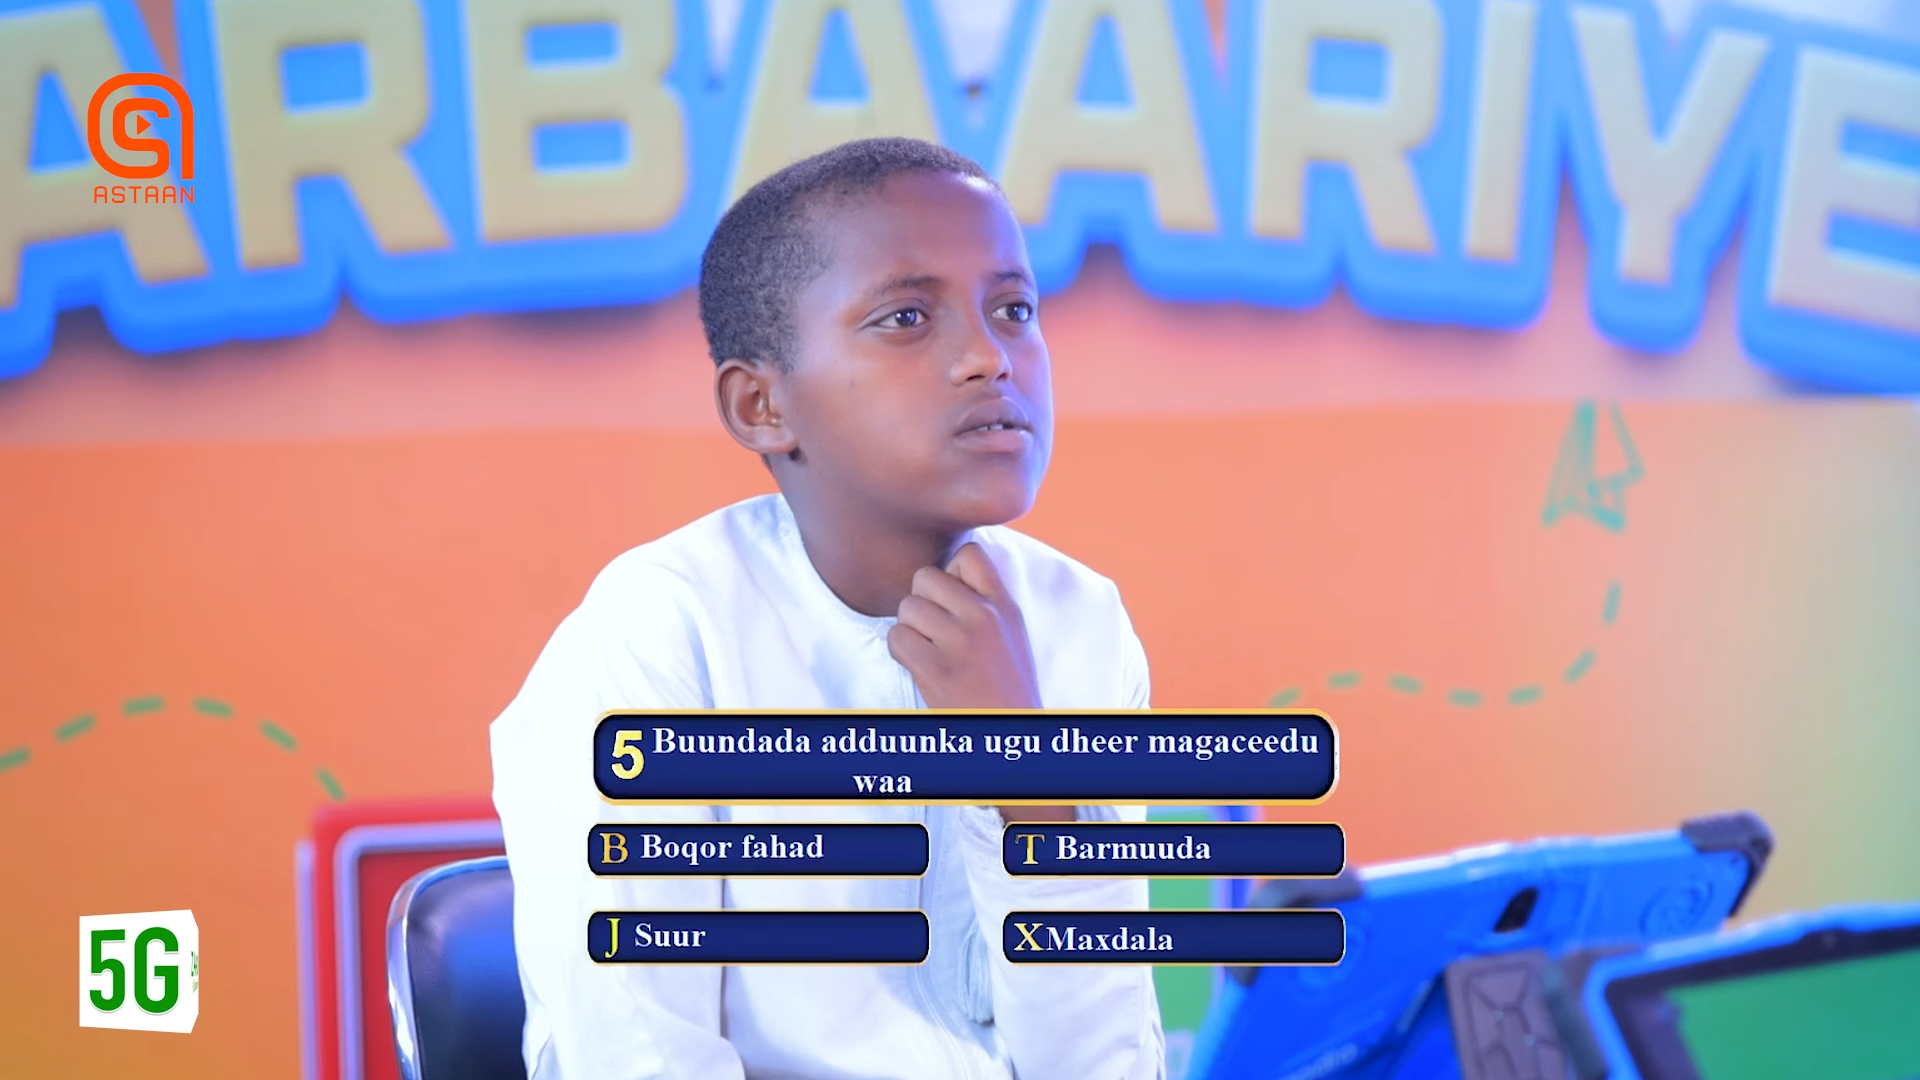 ARBAARIYE
ASTAAN
5 Buundada adduunka ugu dheer magaceedu
waa
B Boqor fahad
T Barmuuda
J Suur
X Maxdala
5G